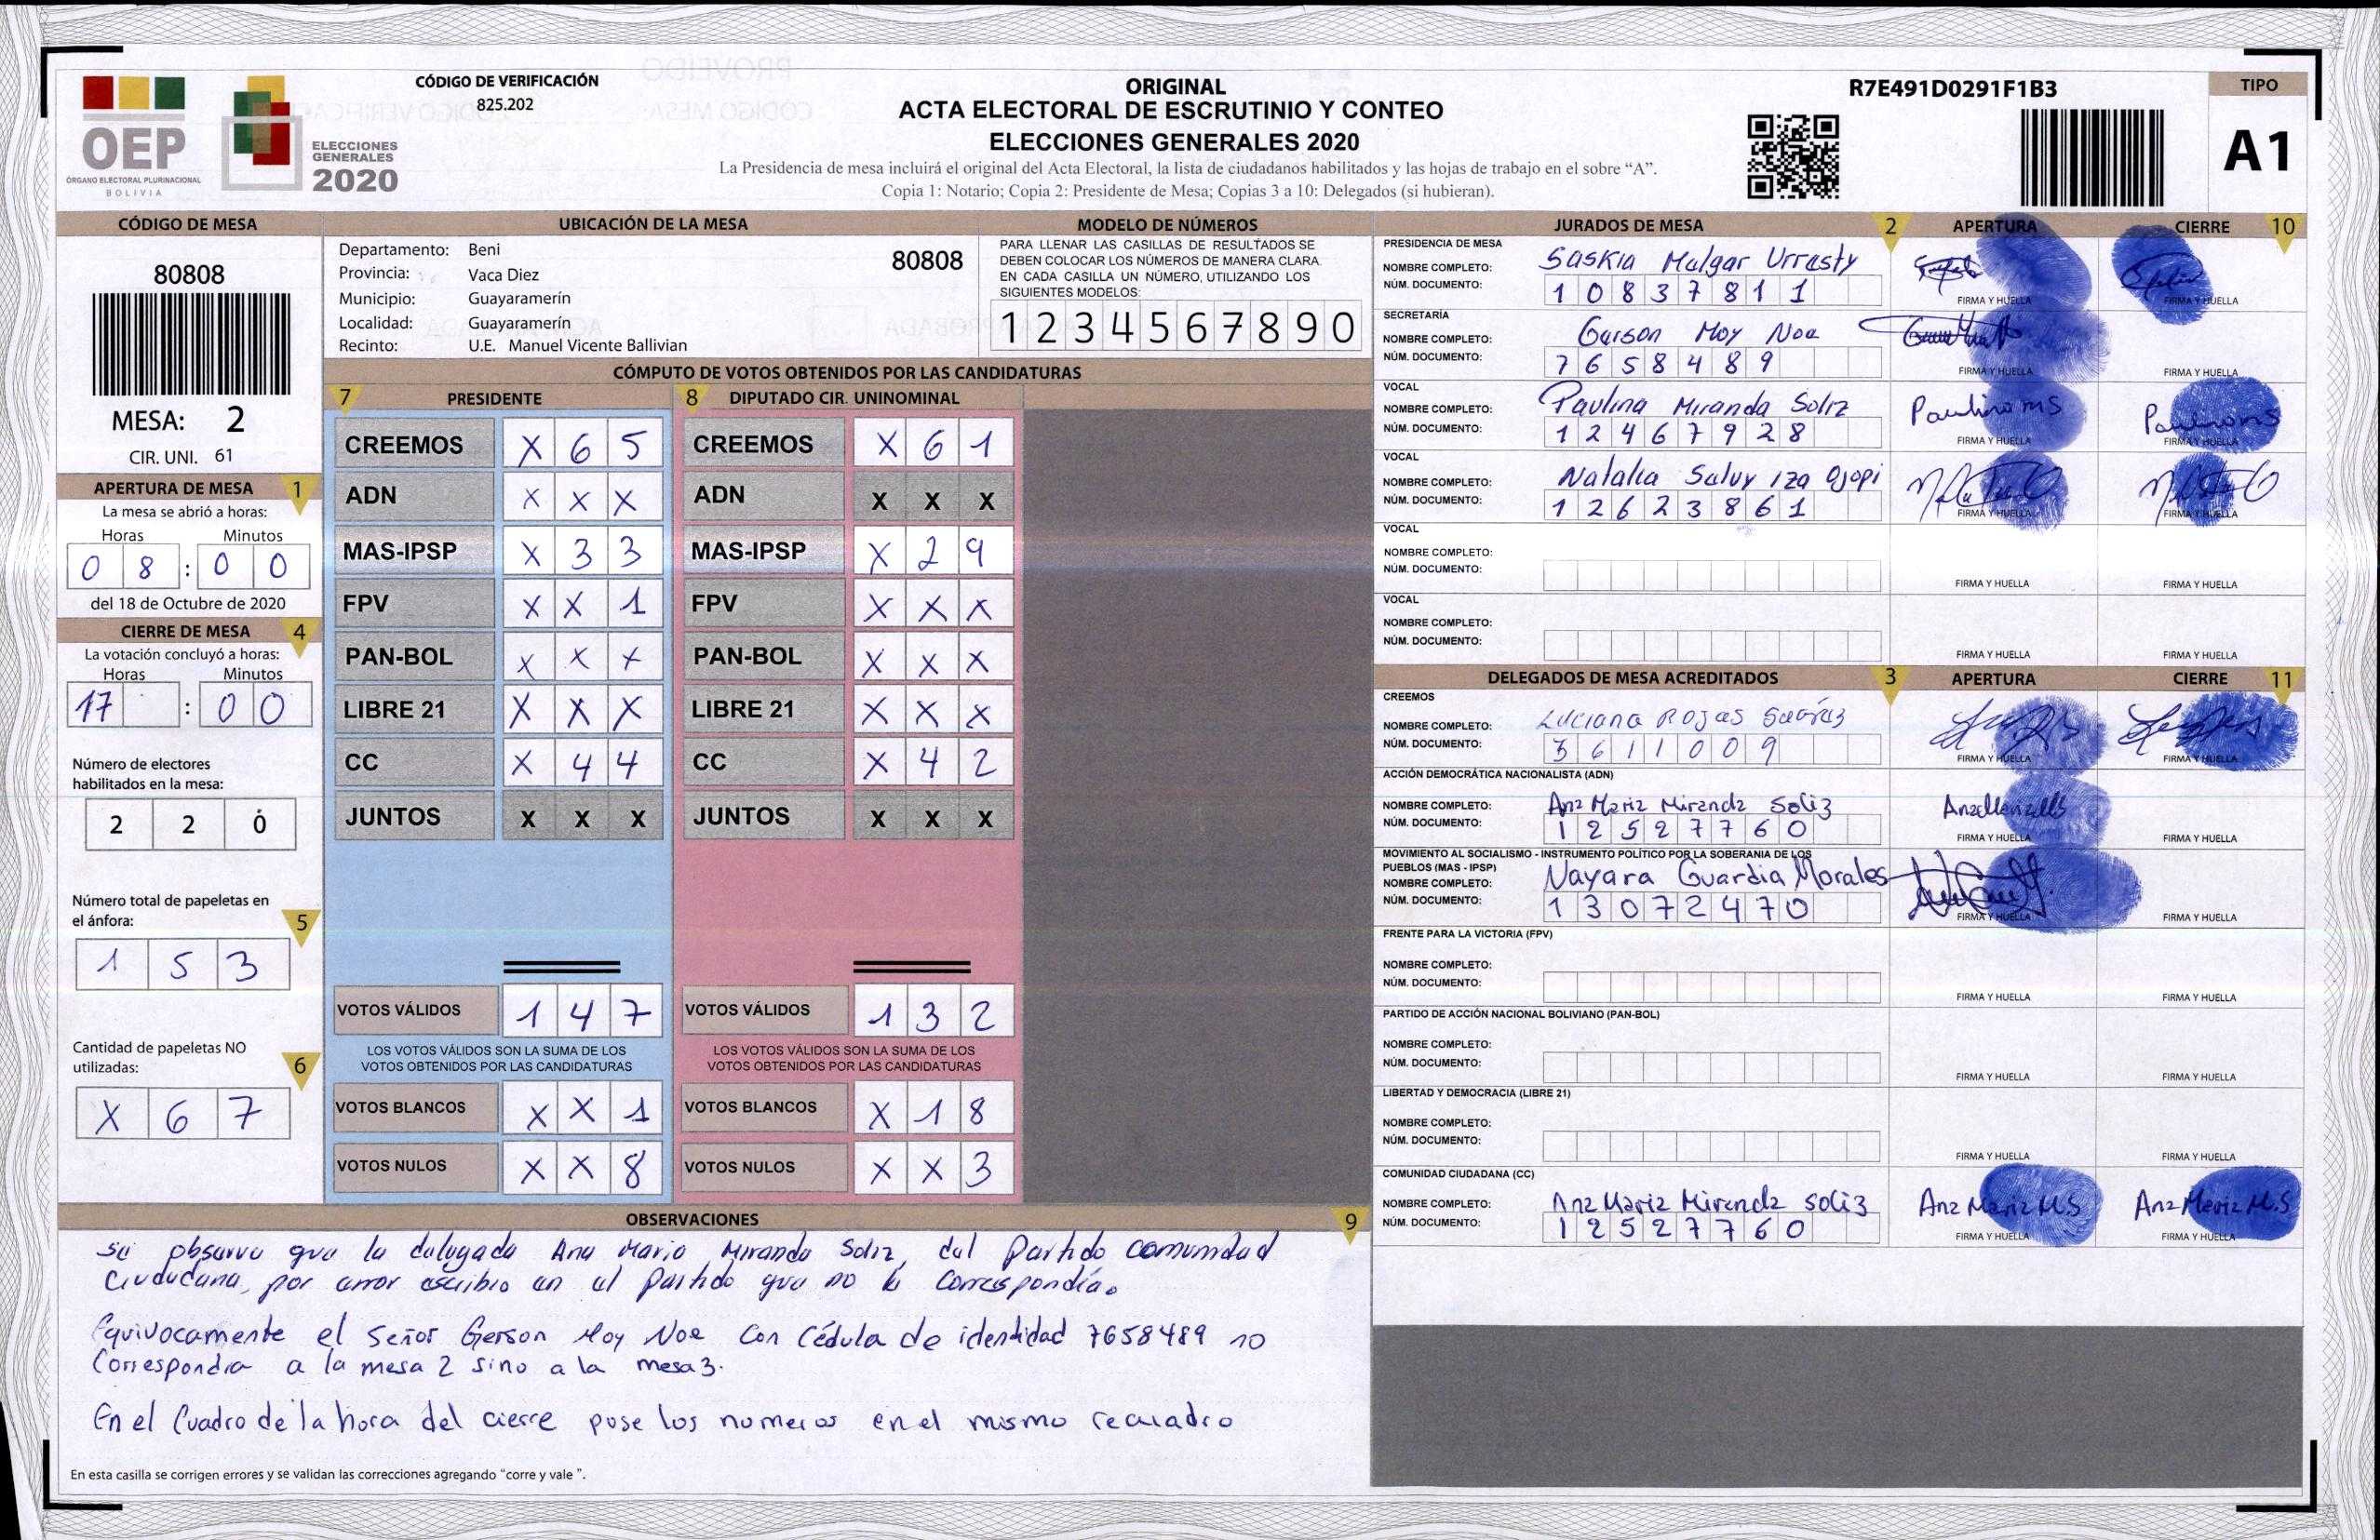 CÓDIGO DE VERIFICACIÓN
825.202
OEP
ÓRGANO ELECTORAL PLURINACIONAL
BOLIVIA
ELECCIONES
GENERALES
2020
ORIGINAL
ACTA ELECTORAL DE ESCRUTINIO Y CONTEO
ELECCIONES GENERALES 2020
La Presidencia de mesa incluirá el original del Acta Electoral, la lista de ciudadanos habilitados y las hojas de trabajo en el sobre “A”.
Copia 1: Notario; Copia 2: Presidente de Mesa; Copias 3 a 10: Delegados (si hubieran).
R7E491D0291F1B3
TIPO
A1
CÓDIGO DE MESA
80808
MESA: 2
CIR. UNI. 61
APERTURA DE MESA 1
La mesa se abrió a horas:
Horas Minutos
0 8 : 0 0
del 18 de Octubre de 2020
CIERRE DE MESA 4
La votación concluyó a horas:
Horas Minutos
17 : 0 0
Número de electores
habilitados en la mesa:
2 2 0
Número total de papeletas en
el ánfora: 5
1 5 3
Cantidad de papeletas NO
utilizadas: 6
X 6 7
UBICACIÓN DE LA MESA
Departamento: Beni
80808
Provincia: Vaca Diez
Municipio: Guayaramerín
Localidad: Guayaramerín
Recinto: U.E. Manuel Vicente Ballivian
MODELO DE NÚMEROS
PARA LLENAR LAS CASILLAS DE RESULTADOS SE
DEBEN COLOCAR LOS NÚMEROS DE MANERA CLARA.
EN CADA CASILLA UN NÚMERO, UTILIZANDO LOS
SIGUIENTES MODELOS:
1 2 3 4 5 6 7 8 9 0
CÓMPUTO DE VOTOS OBTENIDOS POR LAS CANDIDATURAS
7 PRESIDENTE
CREEMOS X 6 5
ADN X X X
MAS-IPSP X 3 3
FPV X X 1
PAN-BOL X X X
LIBRE 21 X X X
CC X 4 4
JUNTOS X X X
VOTOS VÁLIDOS 1 4 7
LOS VOTOS VÁLIDOS SON LA SUMA DE LOS
VOTOS OBTENIDOS POR LAS CANDIDATURAS
VOTOS BLANCOS X X 1
VOTOS NULOS X X 8
8 DIPUTADO CIR. UNINOMINAL
CREEMOS X 6 1
ADN X X X
MAS-IPSP X 2 9
FPV X X X
PAN-BOL X X X
LIBRE 21 X X X
CC X 4 2
JUNTOS X X X
VOTOS VÁLIDOS 1 3 2
LOS VOTOS VÁLIDOS SON LA SUMA DE LOS
VOTOS OBTENIDOS POR LAS CANDIDATURAS
VOTOS BLANCOS X 1 8
VOTOS NULOS X X 3
OBSERVACIONES 9
se observa que la delegada Ana Maria Miranda Soliz, del Partido comunidad
Ciudadana, por error escribio en el Partido que no le Correspondía.
Equivocamente el Señor Gerson Moy Noe Con Cédula de identidad 7658489 no
Correspondia a la mesa 2 sino a la mesa 3.
En el Cuadro de la hora del cierre puse los numeros en el mismo recuadro
En esta casilla se corrigen errores y se validan las correcciones agregando “corre y vale ”.
JURADOS DE MESA 2 APERTURA CIERRE 10
PRESIDENCIA DE MESA
NOMBRE COMPLETO: Saskia Melgar Urrasty
NÚM. DOCUMENTO: 1 0 8 3 7 8 1 1
FIRMA Y HUELLA FIRMA Y HUELLA
SECRETARÍA
NOMBRE COMPLETO: Gerson Moy Noe
NÚM. DOCUMENTO: 7 6 5 8 4 8 9
FIRMA Y HUELLA FIRMA Y HUELLA
VOCAL
NOMBRE COMPLETO: Paulina Miranda Soliz
Paulina ms
NÚM. DOCUMENTO: 1 2 4 6 7 9 2 8
FIRMA Y HUELLA FIRMA Y HUELLA
VOCAL
NOMBRE COMPLETO: Natalia Saluy Iza Ojopi
NÚM. DOCUMENTO: 1 2 6 2 3 8 6 1
FIRMA Y HUELLA FIRMA Y HUELLA
VOCAL
NOMBRE COMPLETO:
NÚM. DOCUMENTO:
FIRMA Y HUELLA FIRMA Y HUELLA
VOCAL
NOMBRE COMPLETO:
NÚM. DOCUMENTO:
FIRMA Y HUELLA FIRMA Y HUELLA
DELEGADOS DE MESA ACREDITADOS 3 APERTURA CIERRE 11
CREEMOS
NOMBRE COMPLETO: Luciana Rojas Suárez
NÚM. DOCUMENTO: 5 6 1 1 0 0 9
FIRMA Y HUELLA FIRMA Y HUELLA
ACCIÓN DEMOCRÁTICA NACIONALISTA (ADN)
NOMBRE COMPLETO: Ana Maria Miranda Soliz
NÚM. DOCUMENTO: 1 2 5 2 7 7 6 0
FIRMA Y HUELLA FIRMA Y HUELLA
MOVIMIENTO AL SOCIALISMO - INSTRUMENTO POLÍTICO POR LA SOBERANIA DE LOS
PUEBLOS (MAS - IPSP)
NOMBRE COMPLETO: Nayara Guardia Morales
NÚM. DOCUMENTO: 1 3 0 7 2 4 7 0
FIRMA Y HUELLA FIRMA Y HUELLA
FRENTE PARA LA VICTORIA (FPV)
NOMBRE COMPLETO:
NÚM. DOCUMENTO:
FIRMA Y HUELLA FIRMA Y HUELLA
PARTIDO DE ACCIÓN NACIONAL BOLIVIANO (PAN-BOL)
NOMBRE COMPLETO:
NÚM. DOCUMENTO:
FIRMA Y HUELLA FIRMA Y HUELLA
LIBERTAD Y DEMOCRACIA (LIBRE 21)
NOMBRE COMPLETO:
NÚM. DOCUMENTO:
FIRMA Y HUELLA FIRMA Y HUELLA
COMUNIDAD CIUDADANA (CC)
NOMBRE COMPLETO: Ana Maria Miranda Soliz Ana Maria M.S Ana Maria M.S
NÚM. DOCUMENTO: 1 2 5 2 7 7 6 0
FIRMA Y HUELLA FIRMA Y HUELLA